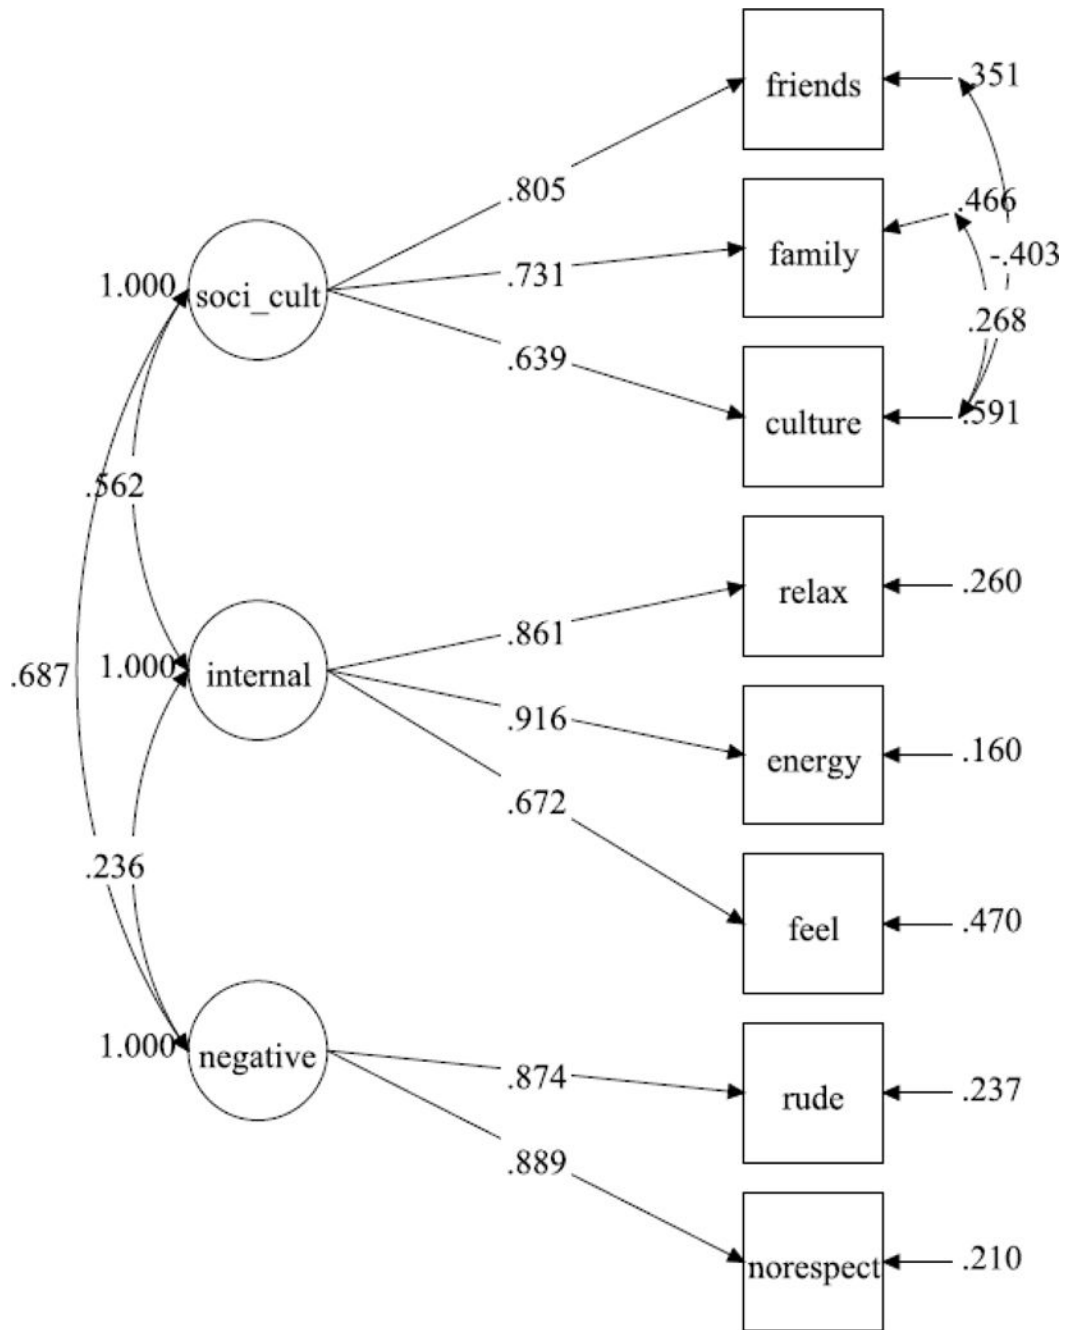 friends
.351
.805
.466
family
-.403
.731
1.000
soci_cult
.268
.639
culture
.591
.562
relax
.260
.861
.687
1.000
internal
.916
energy
.160
.672
.236
feel
.470
1.000
negative
.874
rude
.237
.889
norespect
.210